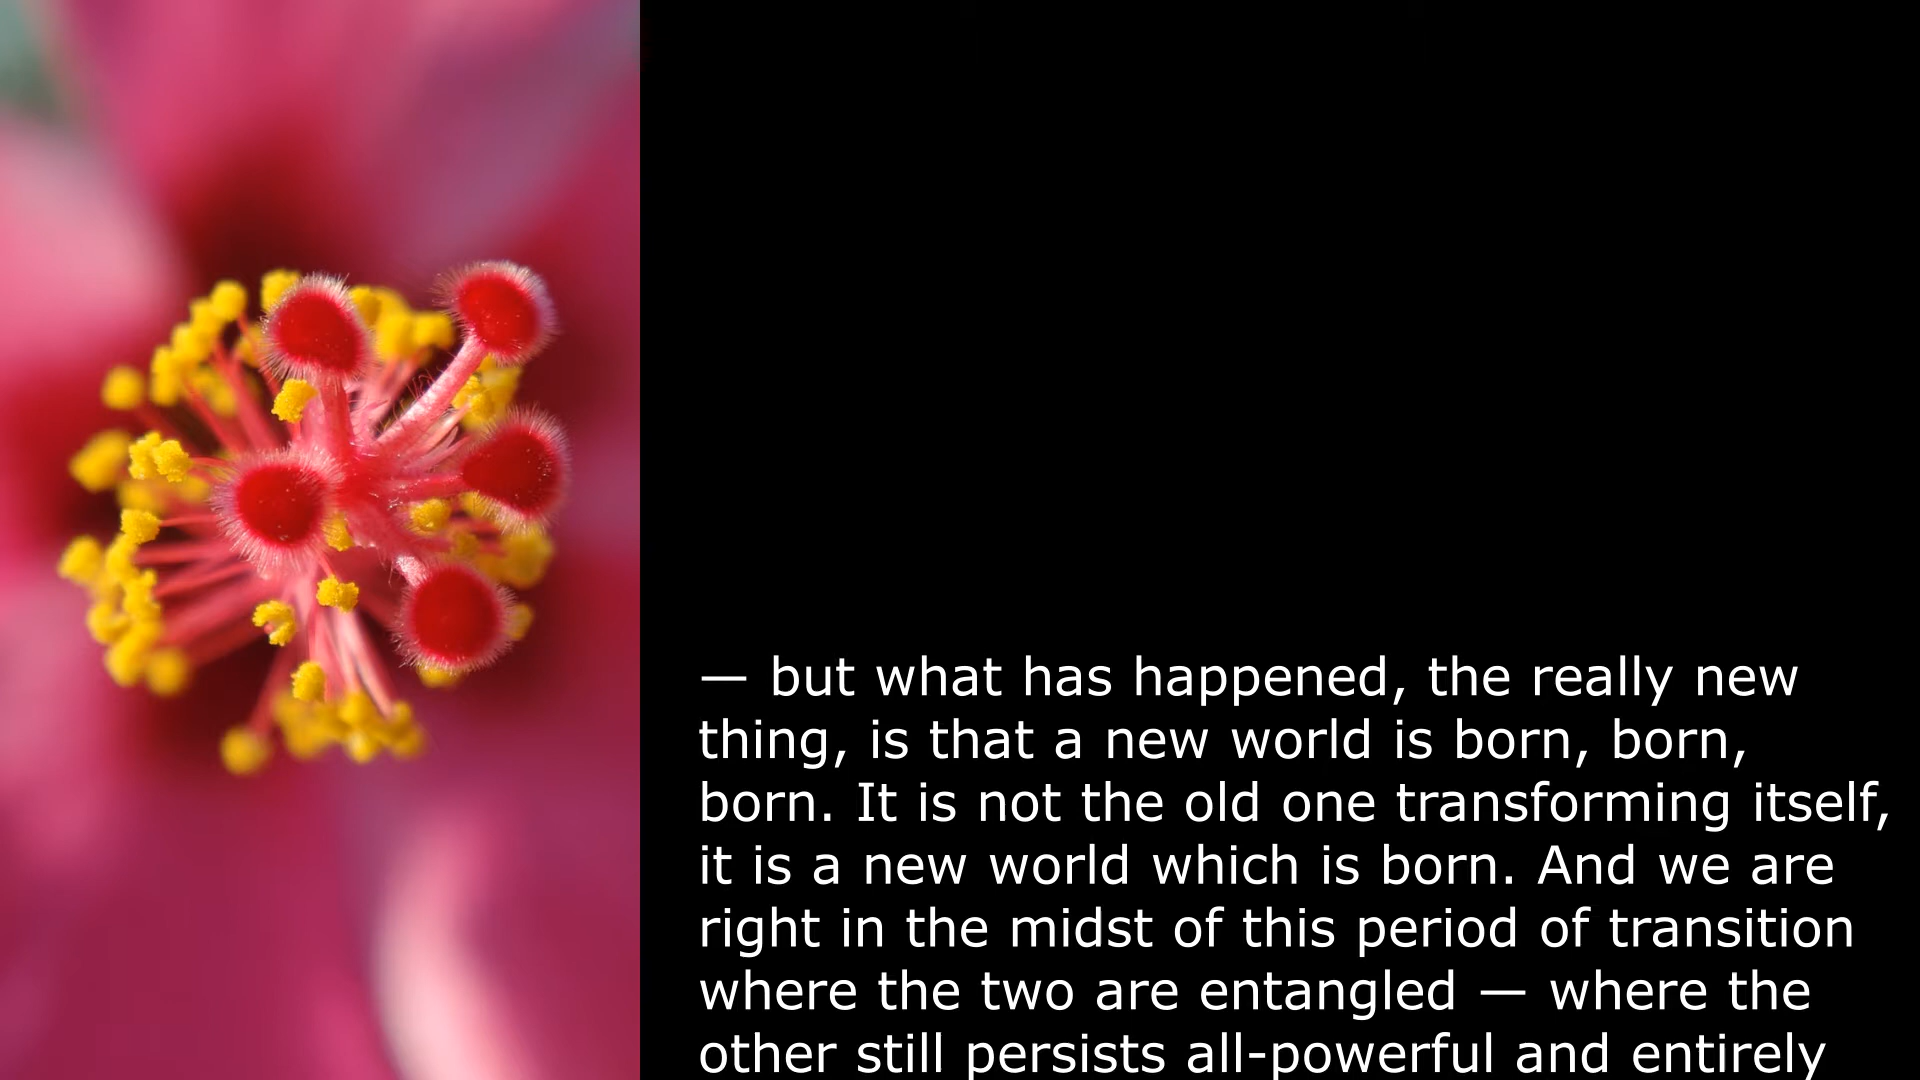 — but what has happened, the really new
thing, is that a new world is born, born,
born. It is not the old one transforming itself,
it is a new world which is born. And we are
right in the midst of this period of transition
where the two are entangled — where the
other still persists all-powerful and entirely